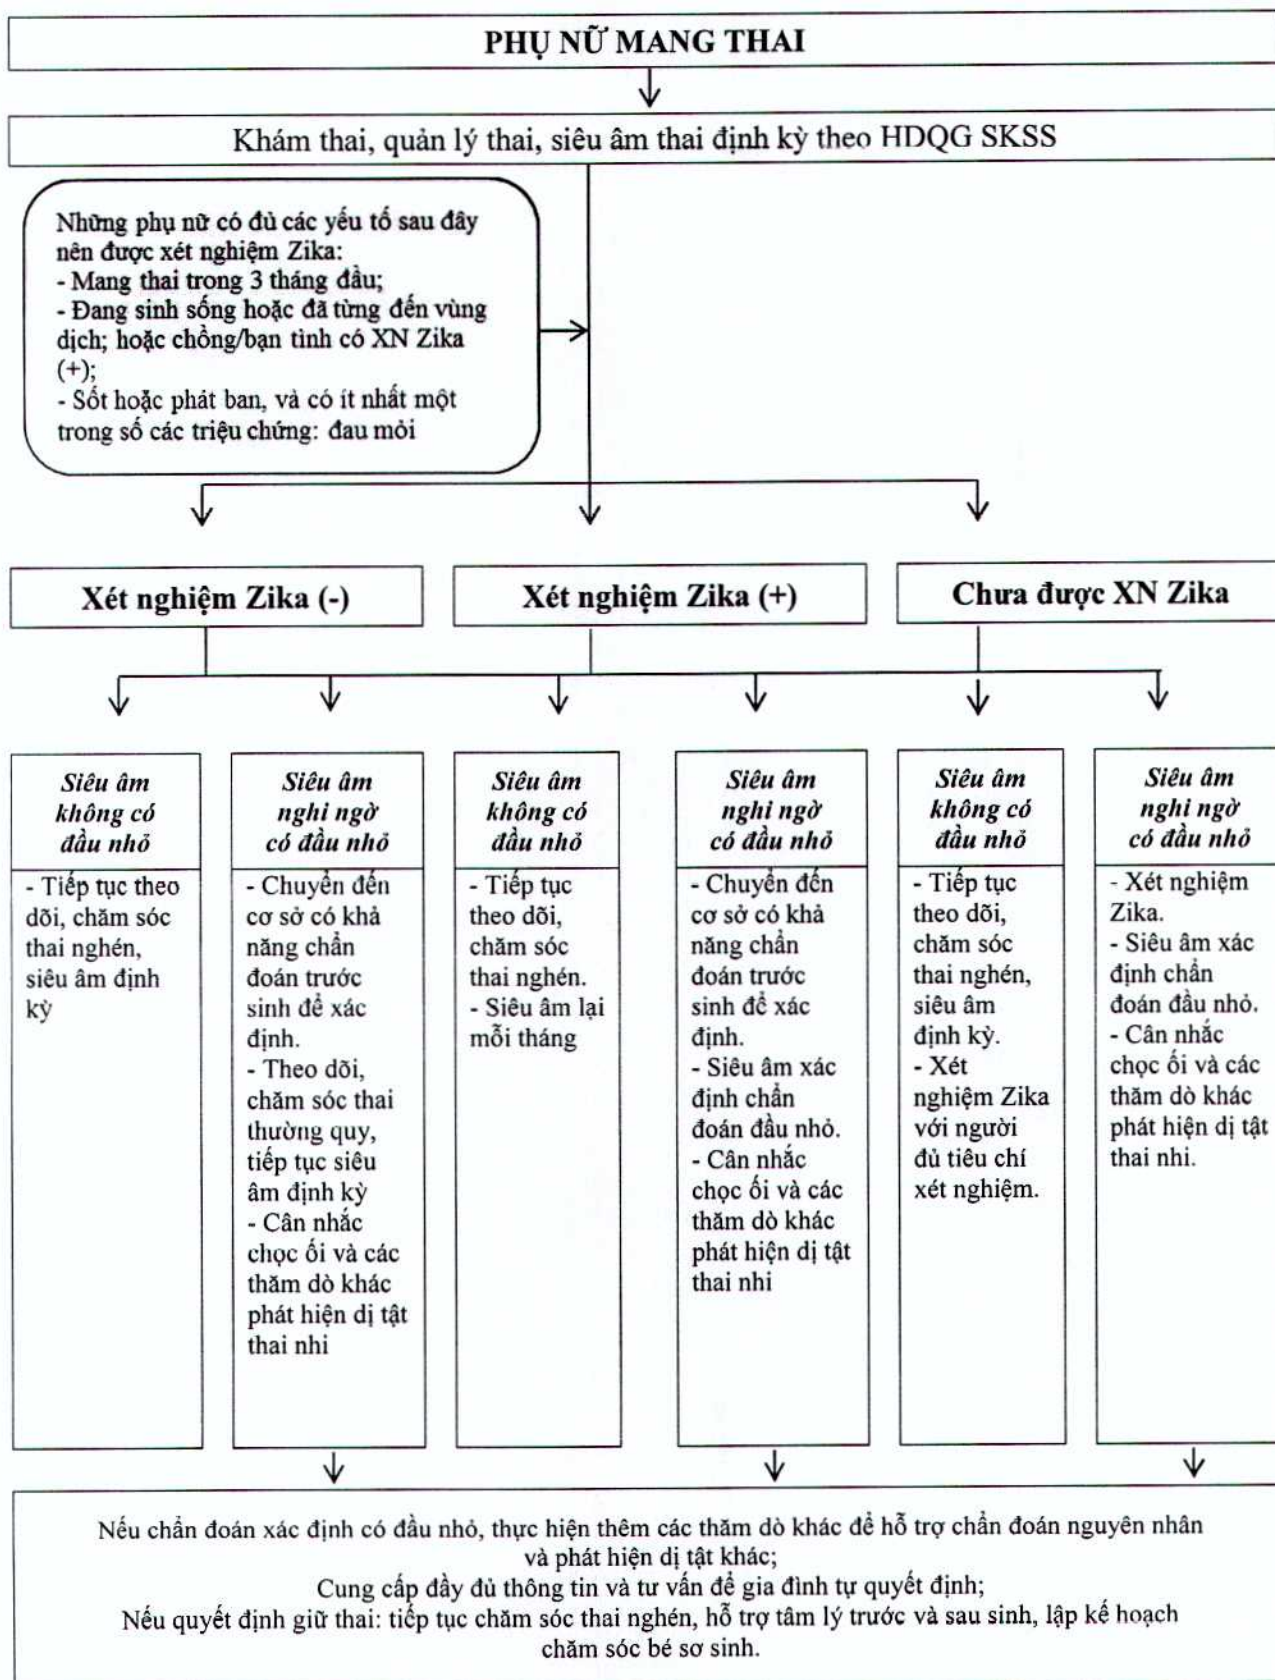 PHỤ NỮ MANG THAI
Khám thai, quản lý thai, siêu âm thai định kỳ theo HDQG SKSS
Những phụ nữ có đủ các yếu tố sau đây
nên được xét nghiệm Zika:
- Mang thai trong 3 tháng đầu;
- Đang sinh sống hoặc đã từng đến vùng
dịch; hoặc chồng/bạn tình có XN Zika
(+);
- Sốt hoặc phát ban, và có ít nhất một
trong số các triệu chứng: đau mỏi
Xét nghiệm Zika (-)
Xét nghiệm Zika (+)
Chưa được XN Zika
Siêu âm
không có
đầu nhỏ
- Tiếp tục theo
dõi, chăm sóc
thai nghén,
siêu âm định
kỳ
Siêu âm
nghi ngờ
có đầu nhỏ
- Chuyển đến
cơ sở có khả
năng chẩn
đoán trước
sinh để xác
định.
- Theo dõi,
chăm sóc thai
thường quy,
tiếp tục siêu
âm định kỳ
- Cân nhắc
chọc ối và các
thăm dò khác
phát hiện dị tật
thai nhi
Siêu âm
không có
đầu nhỏ
- Tiếp tục
theo dõi,
chăm sóc
thai nghén.
- Siêu âm lại
mỗi tháng
Siêu âm
nghi ngờ
có đầu nhỏ
- Chuyển đến
cơ sở có khả
năng chẩn
đoán trước
sinh để xác
định.
- Siêu âm xác
định chẩn
đoán đầu nhỏ.
- Cân nhắc
chọc ối và các
thăm dò khác
phát hiện dị tật
thai nhi
Siêu âm
không có
đầu nhỏ
- Tiếp tục
theo dõi,
chăm sóc
thai nghén,
siêu âm
định kỳ.
- Xét
nghiệm Zika
với người
đủ tiêu chí
xét nghiệm.
Siêu âm
nghi ngờ
có đầu nhỏ
- Xét nghiệm
Zika.
- Siêu âm xác
định chẩn
đoán đầu nhỏ.
- Cân nhắc
chọc ối và các
thăm dò khác
phát hiện dị tật
thai nhi.
Nếu chẩn đoán xác định có đầu nhỏ, thực hiện thêm các thăm dò khác để hỗ trợ chẩn đoán nguyên nhân
và phát hiện dị tật khác;
Cung cấp đầy đủ thông tin và tư vấn để gia đình tự quyết định;
Nếu quyết định giữ thai: tiếp tục chăm sóc thai nghén, hỗ trợ tâm lý trước và sau sinh, lập kế hoạch
chăm sóc bé sơ sinh.